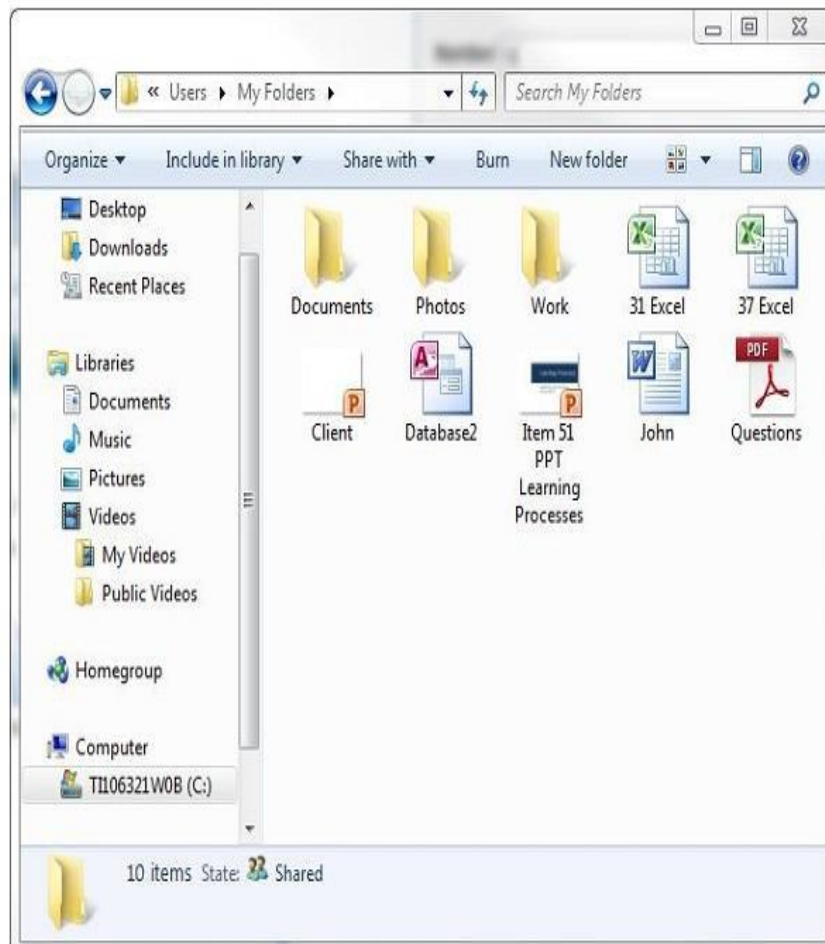 « Users ▸ My Folders ▸
Search My Folders
Organize ▾ Include in library ▾ Share with ▾ Burn New folder
Desktop
Downloads
Recent Places
Libraries
Documents
Music
Pictures
Videos
My Videos
Public Videos
Homegroup
Computer
TI106321W0B (C:)
Documents Photos Work 31 Excel 37 Excel
PDF
Client Database2 Item 51 John Questions
PPT
Learning
Processes
10 items State: Shared